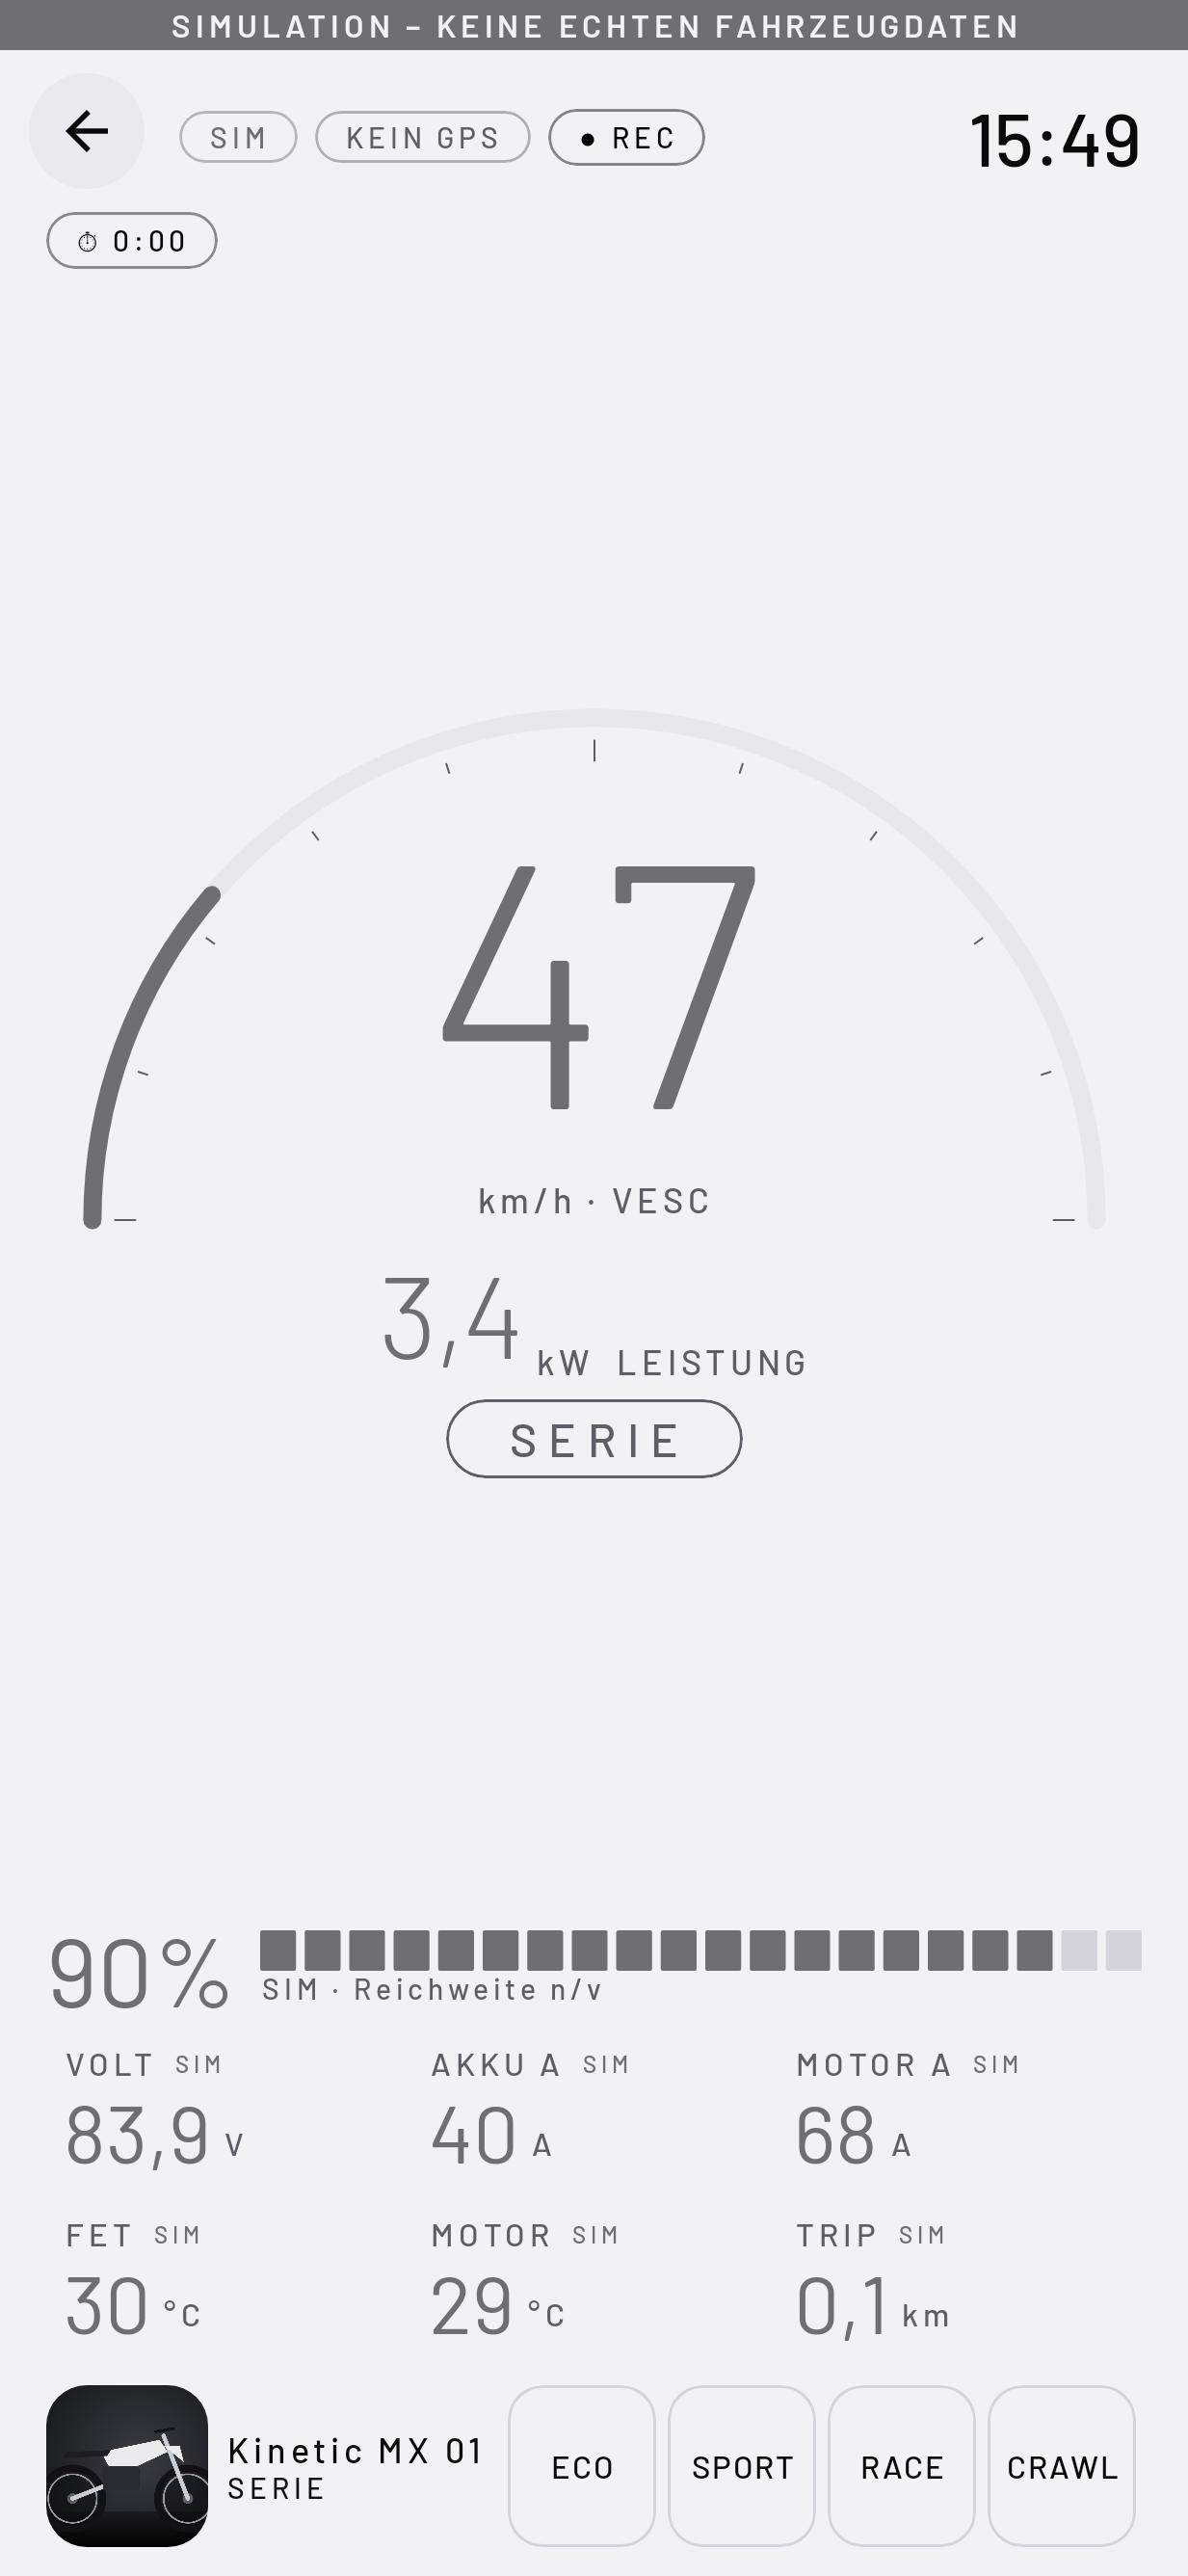 SIMULATION – KEINE ECHTEN FAHRZEUGDATEN
SIM KEIN GPS ● REC 15:49
⏱ 0:00
47
km/h · VESC
3,4 kW LEISTUNG
SERIE
90%
SIM · Reichweite n/v
VOLT SIM AKKU A SIM MOTOR A SIM
83,9 V 40 A 68 A
FET SIM MOTOR SIM TRIP SIM
30 °C 29 °C 0,1 km
Kinetic MX 01
SERIE
ECO SPORT RACE CRAWL